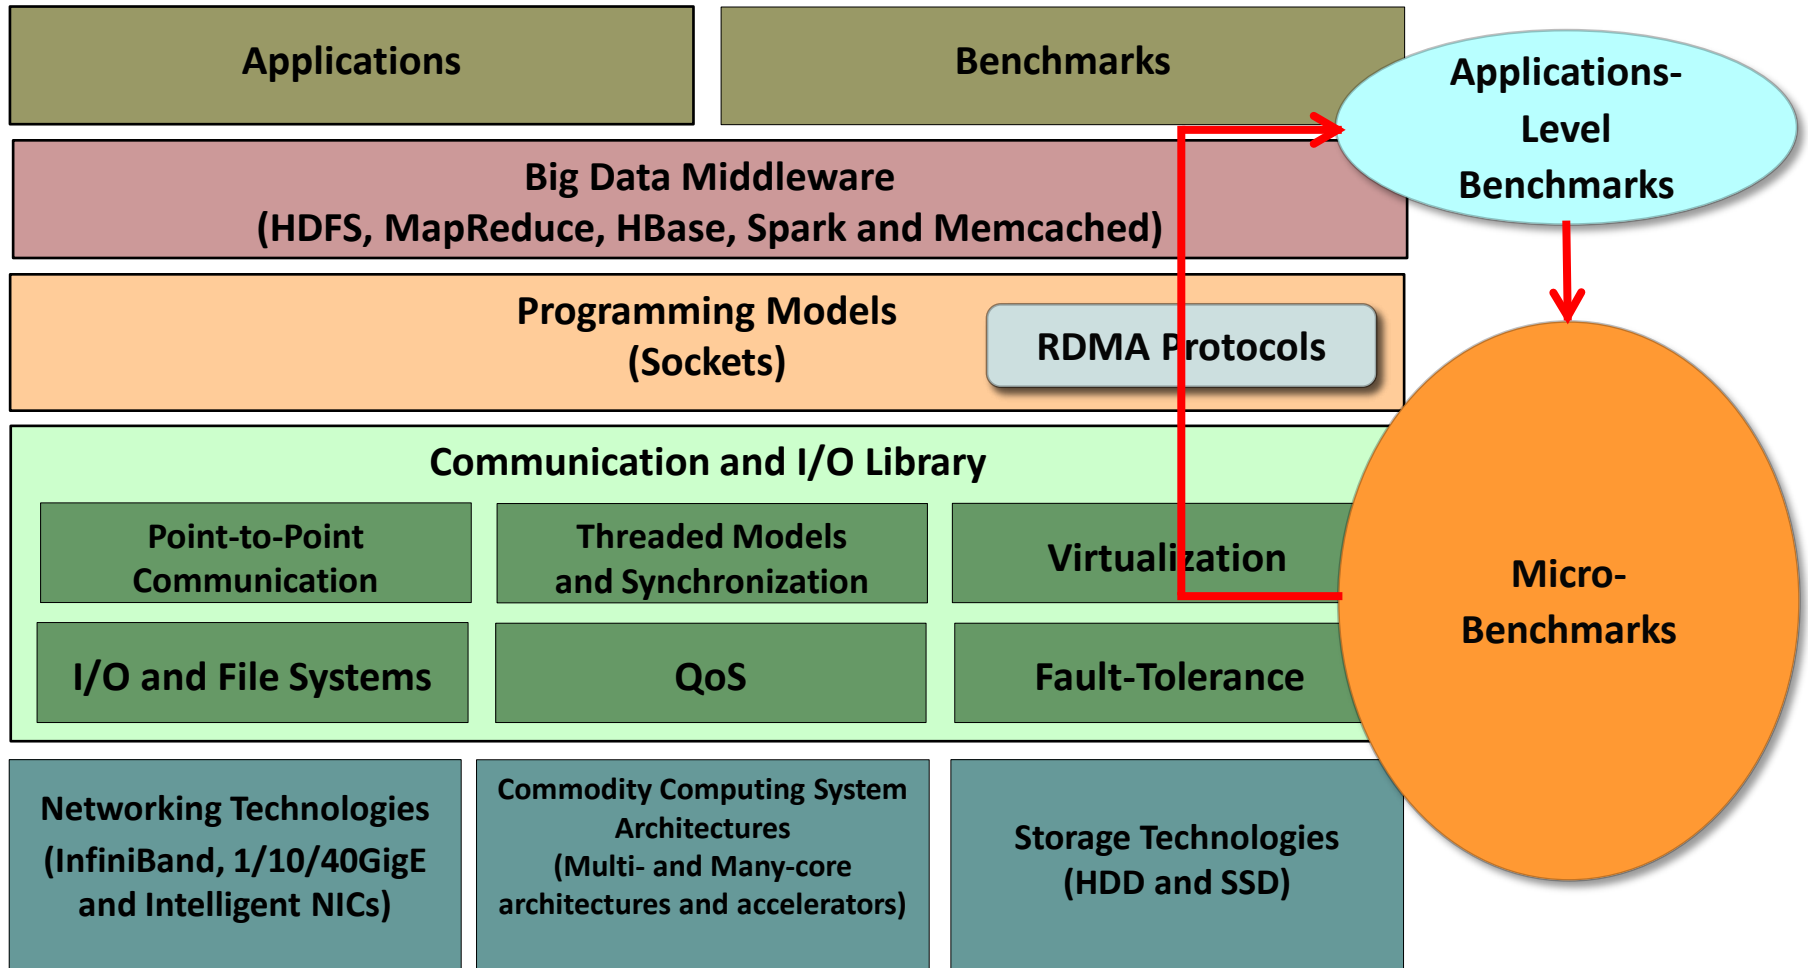 Applications
Benchmarks
Applications-
Level
Benchmarks
Big Data Middleware
(HDFS, MapReduce, HBase, Spark and Memcached)
Programming Models
(Sockets)
RDMA Protocols
Communication and I/O Library
Point-to-Point
Communication
Threaded Models
and Synchronization
Virtualization
I/O and File Systems
QoS
Fault-Tolerance
Micro-
Benchmarks
Networking Technologies
(InfiniBand, 1/10/40GigE
and Intelligent NICs)
Commodity Computing System
Architectures
(Multi- and Many-core
architectures and accelerators)
Storage Technologies
(HDD and SSD)